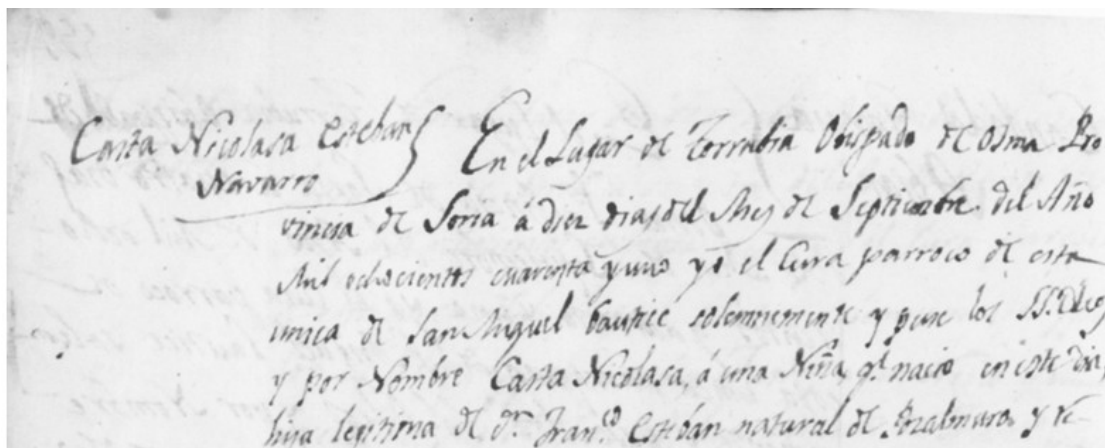 Casta Nicolasa Esteban
Navarro
En el Lugar de Torrubia Obispado de Osma Pro
vincia de Soria á diez dias del Mes de Septiembre del Año
Mil ochocientos cuarenta y uno yo el Cura parroco de esta
unica de San Miguel bautice solemnemente y puse los SS.
y por Nombre Casta Nicolasa, á una Niña, qe nacio en este dia,
hija legitima de Dn Franco Esteban natural de Pozalmuro y Ve-